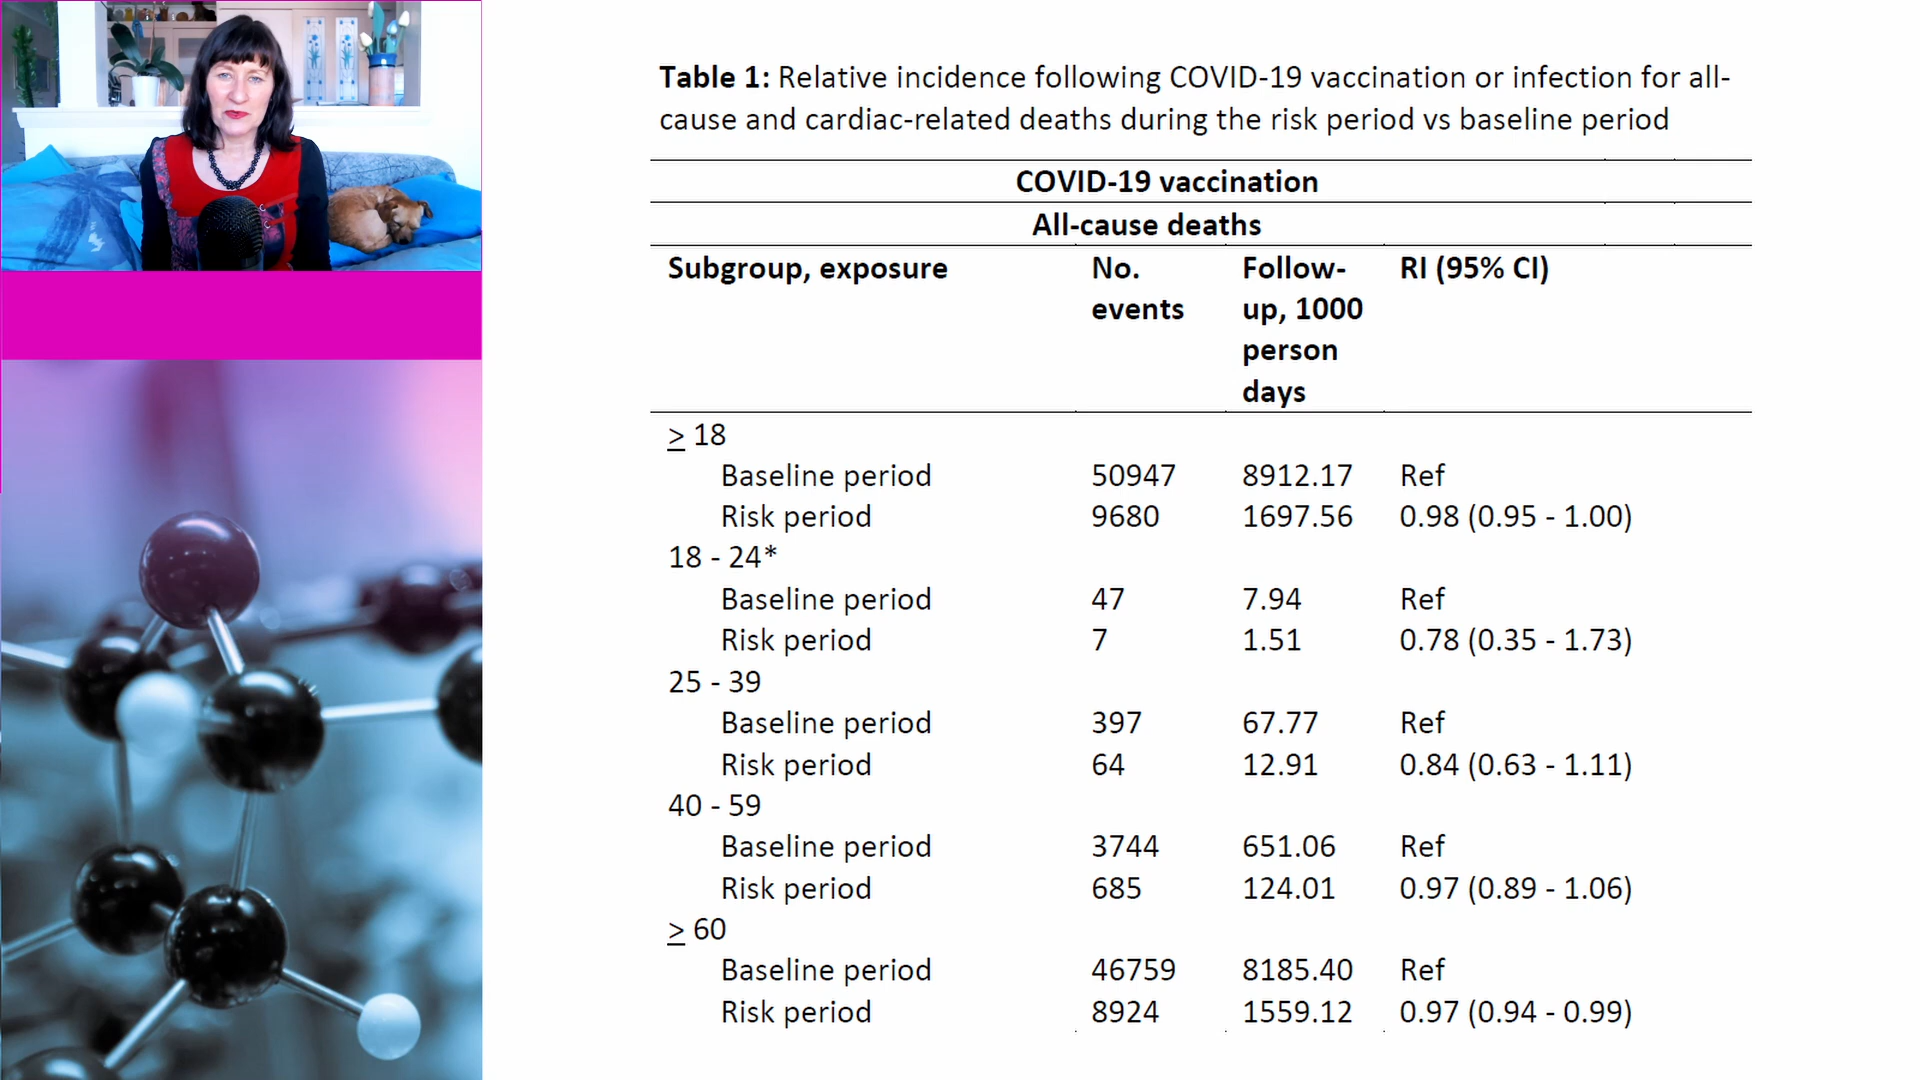 Table 1: Relative incidence following COVID-19 vaccination or infection for all-
cause and cardiac-related deaths during the risk period vs baseline period
COVID-19 vaccination
All-cause deaths
Subgroup, exposure No. events Follow-up, 1000 person days RI (95% CI)
≥ 18
Baseline period 50947 8912.17 Ref
Risk period 9680 1697.56 0.98 (0.95 - 1.00)
18 - 24*
Baseline period 47 7.94 Ref
Risk period 7 1.51 0.78 (0.35 - 1.73)
25 - 39
Baseline period 397 67.77 Ref
Risk period 64 12.91 0.84 (0.63 - 1.11)
40 - 59
Baseline period 3744 651.06 Ref
Risk period 685 124.01 0.97 (0.89 - 1.06)
≥ 60
Baseline period 46759 8185.40 Ref
Risk period 8924 1559.12 0.97 (0.94 - 0.99)